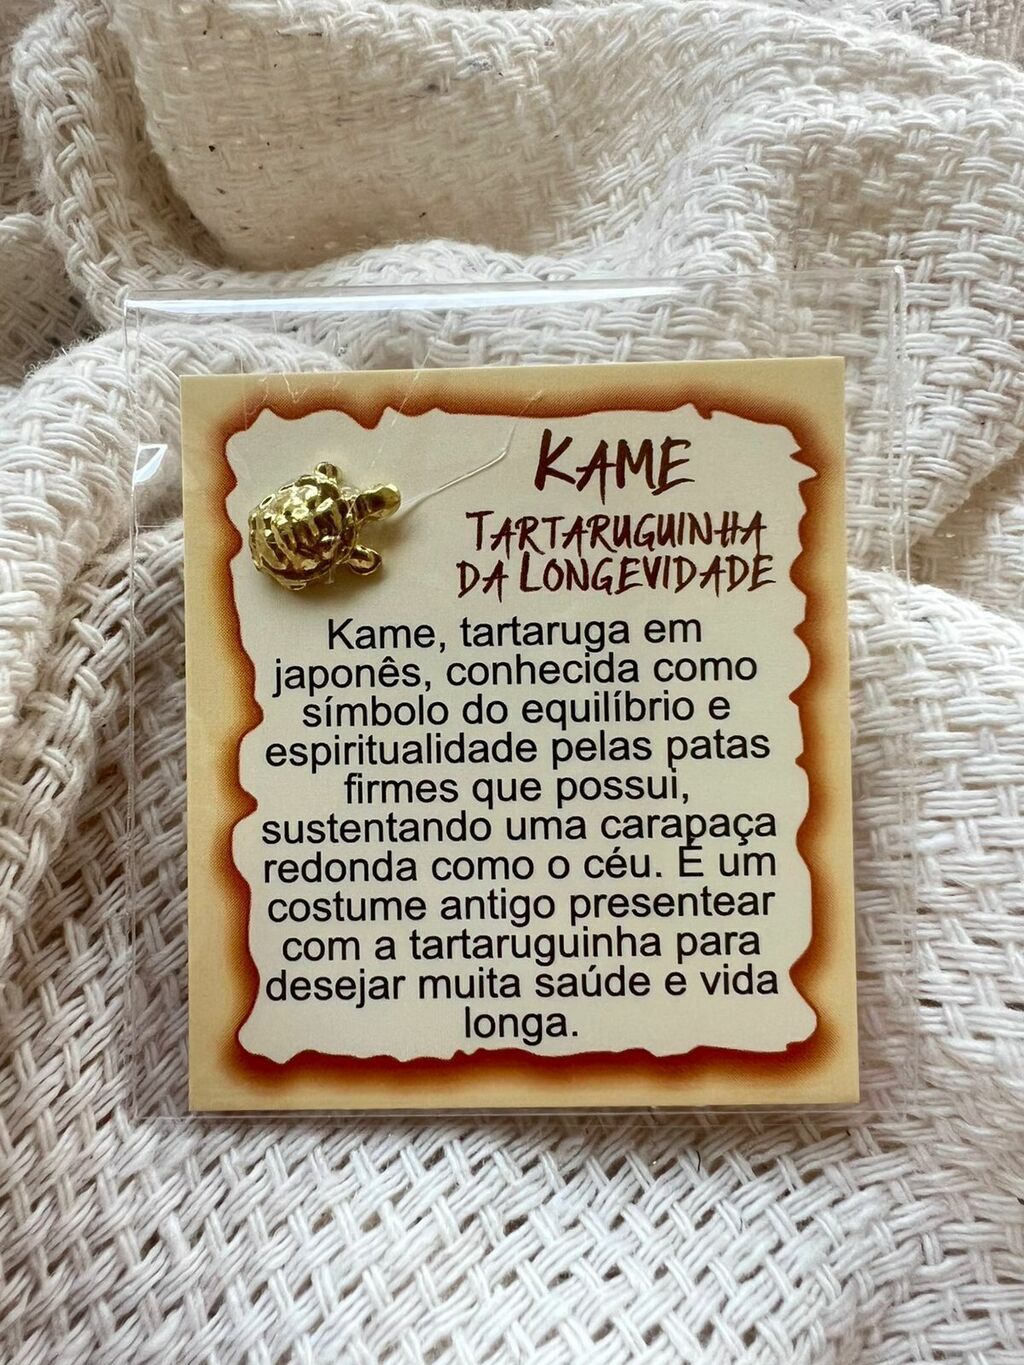 KAME
TARTARUGUINHA
DA LONGEVIDADE
Kame, tartaruga em
japonês, conhecida como
símbolo do equilíbrio e
espiritualidade pelas patas
firmes que possui,
sustentando uma carapaça
redonda como o céu. É um
costume antigo presentear
com a tartaruguinha para
desejar muita saúde e vida
longa.